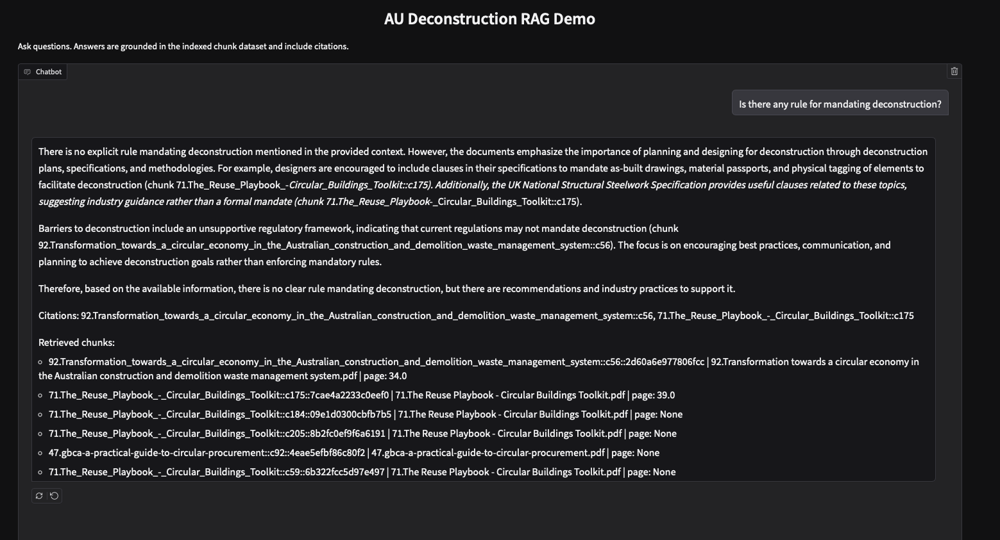 AU Deconstruction RAG Demo
Ask questions. Answers are grounded in the indexed chunk dataset and include citations.
Chatbot
Is there any rule for mandating deconstruction?
There is no explicit rule mandating deconstruction mentioned in the provided context. However, the documents emphasize the importance of planning and designing for deconstruction through deconstruction
plans, specifications, and methodologies. For example, designers are encouraged to include clauses in their specifications to mandate as-built drawings, material passports, and physical tagging of elements to
facilitate deconstruction (chunk 71.The_Reuse_Playbook_-Circular_Buildings_Toolkit::c175). Additionally, the UK National Structural Steelwork Specification provides useful clauses related to these topics,
suggesting industry guidance rather than a formal mandate (chunk 71.The_Reuse_Playbook-_Circular_Buildings_Toolkit::c175).
Barriers to deconstruction include an unsupportive regulatory framework, indicating that current regulations may not mandate deconstruction (chunk
92.Transformation_towards_a_circular_economy_in_the_Australian_construction_and_demolition_waste_management_system::c56). The focus is on encouraging best practices, communication, and
planning to achieve deconstruction goals rather than enforcing mandatory rules.
Therefore, based on the available information, there is no clear rule mandating deconstruction, but there are recommendations and industry practices to support it.
Citations: 92.Transformation_towards_a_circular_economy_in_the_Australian_construction_and_demolition_waste_management_system::c56, 71.The_Reuse_Playbook_-_Circular_Buildings_Toolkit::c175
Retrieved chunks:
92.Transformation_towards_a_circular_economy_in_the_Australian_construction_and_demolition_waste_management_system::c56::2d60a6e977806fcc | 92.Transformation towards a circular economy in
the Australian construction and demolition waste management system.pdf | page: 34.0
71.The_Reuse_Playbook_-_Circular_Buildings_Toolkit::c175::7cae4a2233c0eef0 | 71.The Reuse Playbook - Circular Buildings Toolkit.pdf | page: 39.0
71.The_Reuse_Playbook_-_Circular_Buildings_Toolkit::c184::09e1d0300cbfb7b5 | 71.The Reuse Playbook - Circular Buildings Toolkit.pdf | page: None
71.The_Reuse_Playbook_-_Circular_Buildings_Toolkit::c205::8b2fc0ef9f6a6191 | 71.The Reuse Playbook - Circular Buildings Toolkit.pdf | page: None
47.gbca-a-practical-guide-to-circular-procurement::c92::4eae5efbf86c80f2 | 47.gbca-a-practical-guide-to-circular-procurement.pdf | page: None
71.The_Reuse_Playbook_-_Circular_Buildings_Toolkit::c59::6b322fcc5d97e497 | 71.The Reuse Playbook - Circular Buildings Toolkit.pdf | page: None